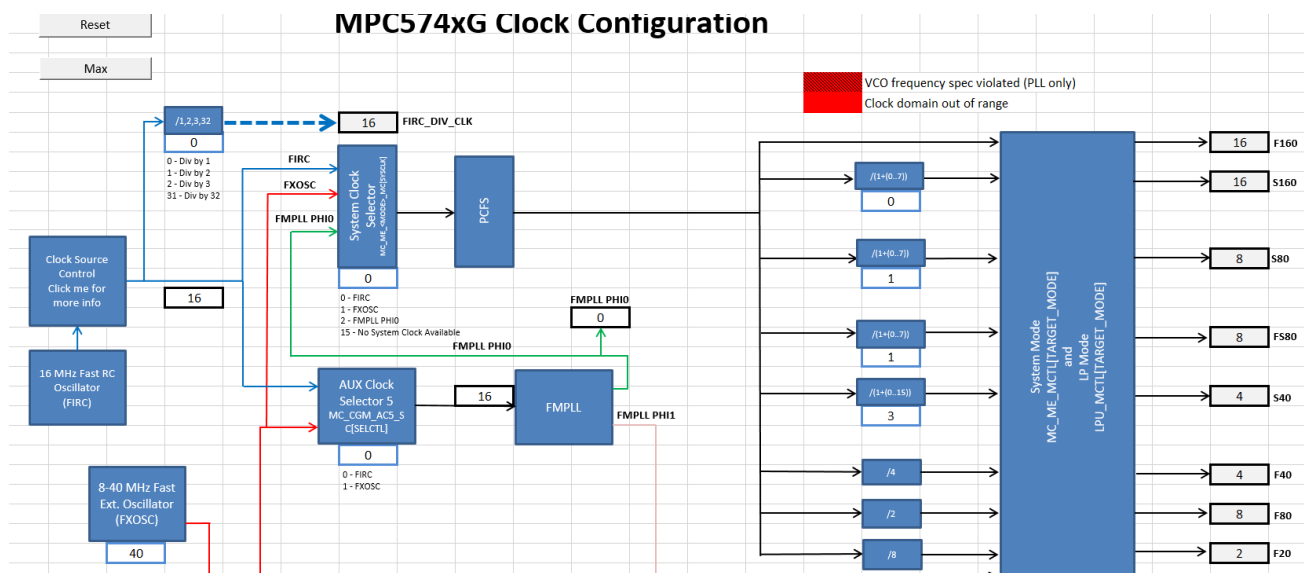 Reset
MPC574xG Clock Configuration
Max
VCO frequency spec violated (PLL only)
Clock domain out of range
/1,2,3,32
0
0 - Div by 1
1 - Div by 2
2 - Div by 3
31 - Div by 32
16
FIRC_DIV_CLK
FIRC
FXOSC
FMPLL PHI0
System Clock
Selector
MC_ME_<MODE>_MC[SYSCLK]
0
0 - FIRC
1 - FXOSC
2 - FMPLL PHI0
15 - No System Clock Available
PCFS
Clock Source
Control
Click me for
more info
16
16 MHz Fast RC
Oscillator
(FIRC)
FMPLL PHI0
0
FMPLL PHI0
AUX Clock
Selector 5
MC_CGM_AC5_S
C[SELCTL]
0
0 - FIRC
1 - FXOSC
16
FMPLL
FMPLL PHI1
8-40 MHz Fast
Ext. Oscillator
(FXOSC)
40
/(1+(0..7))
0
/(1+(0..7))
1
/(1+(0..7))
1
/(1+(0..15))
3
/4
/2
/8
System Mode
MC_ME_MCTL[TARGET_MODE]
and
LP Mode
LPU_MCTL[TARGET_MODE]
16 F160
16 S160
8 S80
8 FS80
4 S40
4 F40
8 F80
2 F20